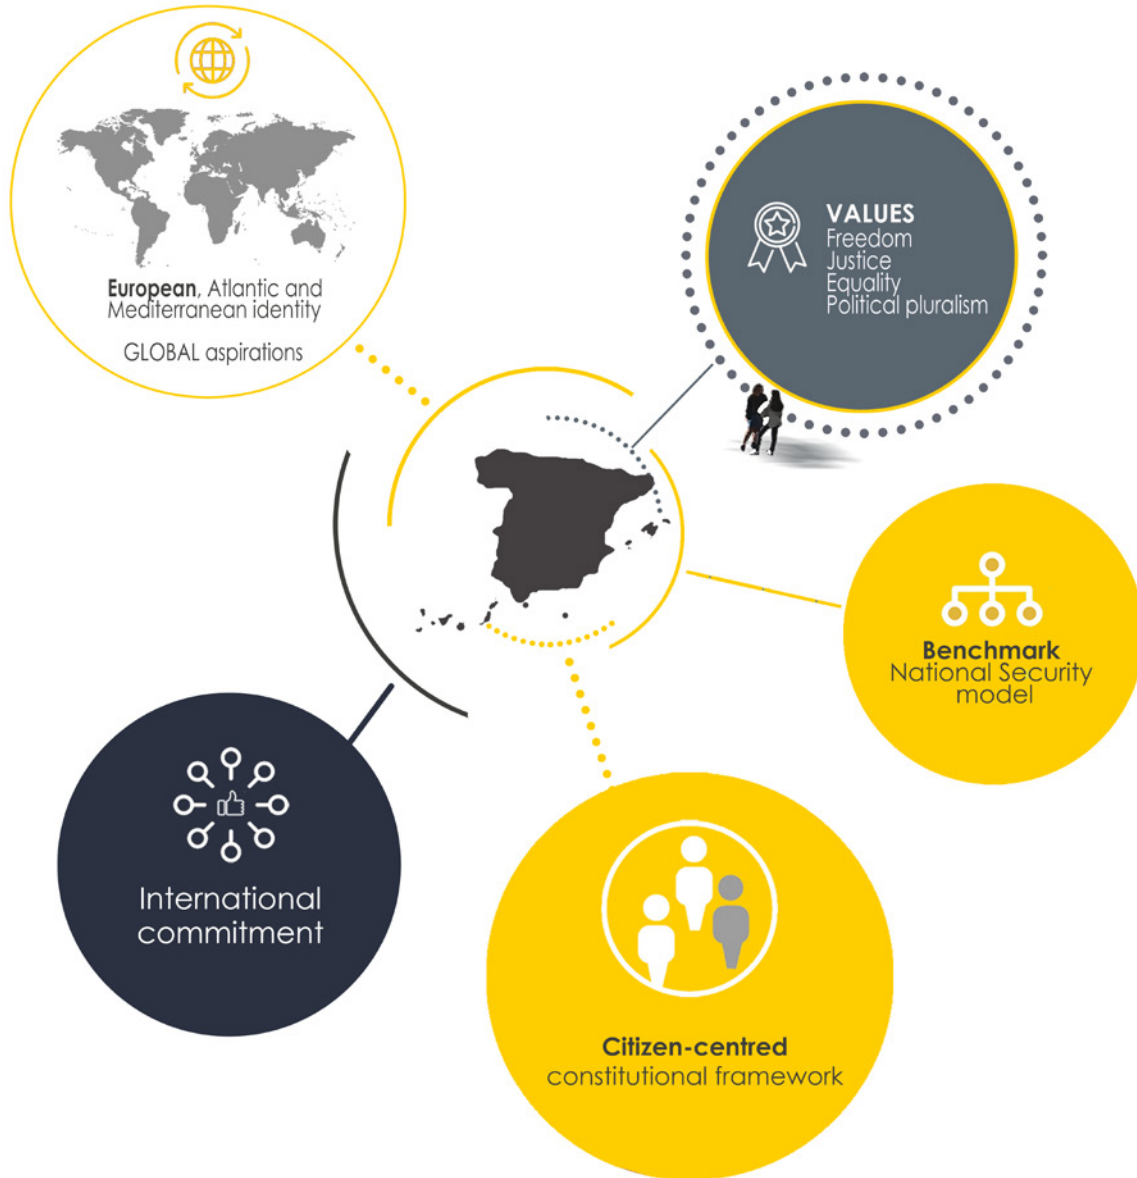 European, Atlantic and
Mediterranean identity
GLOBAL aspirations
VALUES
Freedom
Justice
Equality
Political pluralism
Benchmark
National Security
model
International
commitment
Citizen-centred
constitutional framework